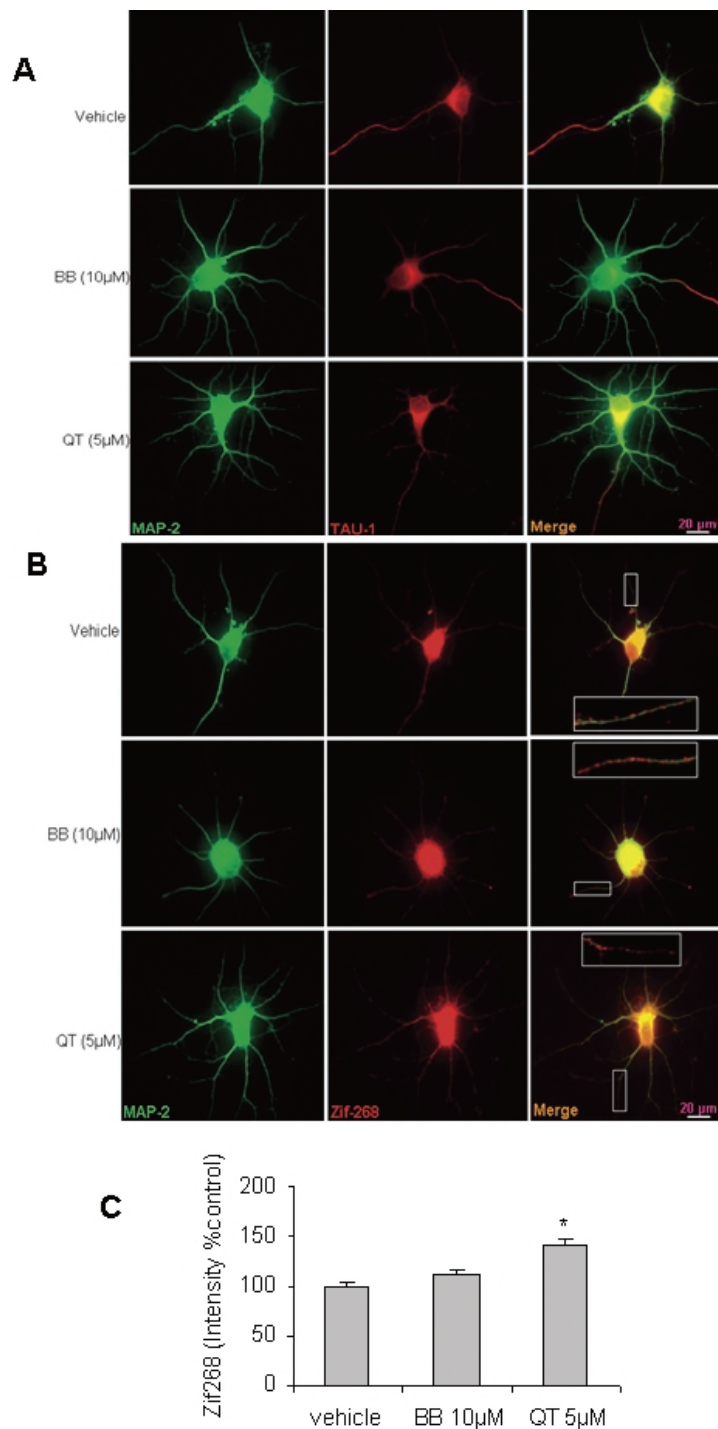 A
Vehicle
BB (10μM)
QT (5μM)
MAP-2 TAU-1 Merge 20 μm
B
Vehicle
BB (10μM)
QT (5μM)
MAP-2 Zif-268 Merge 20 μm
C
Zif268 (Intensity %control)
200
150
100
50
0
*
vehicle BB 10μM QT 5μM